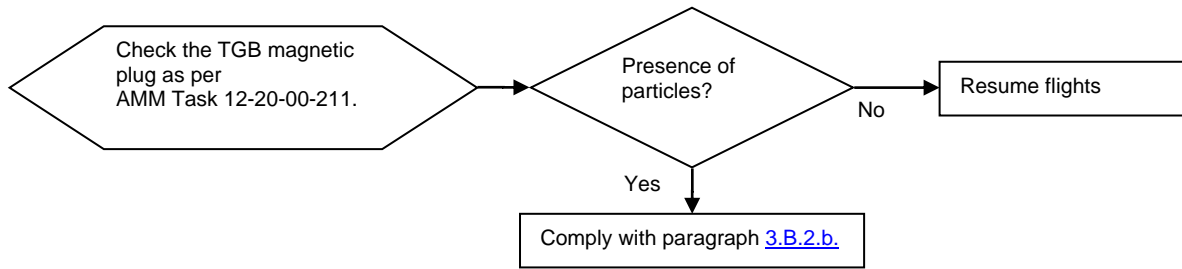 Check the TGB magnetic
plug as per
AMM Task 12-20-00-211.
Presence of
particles?
No
Resume flights
Yes
Comply with paragraph 3.B.2.b.